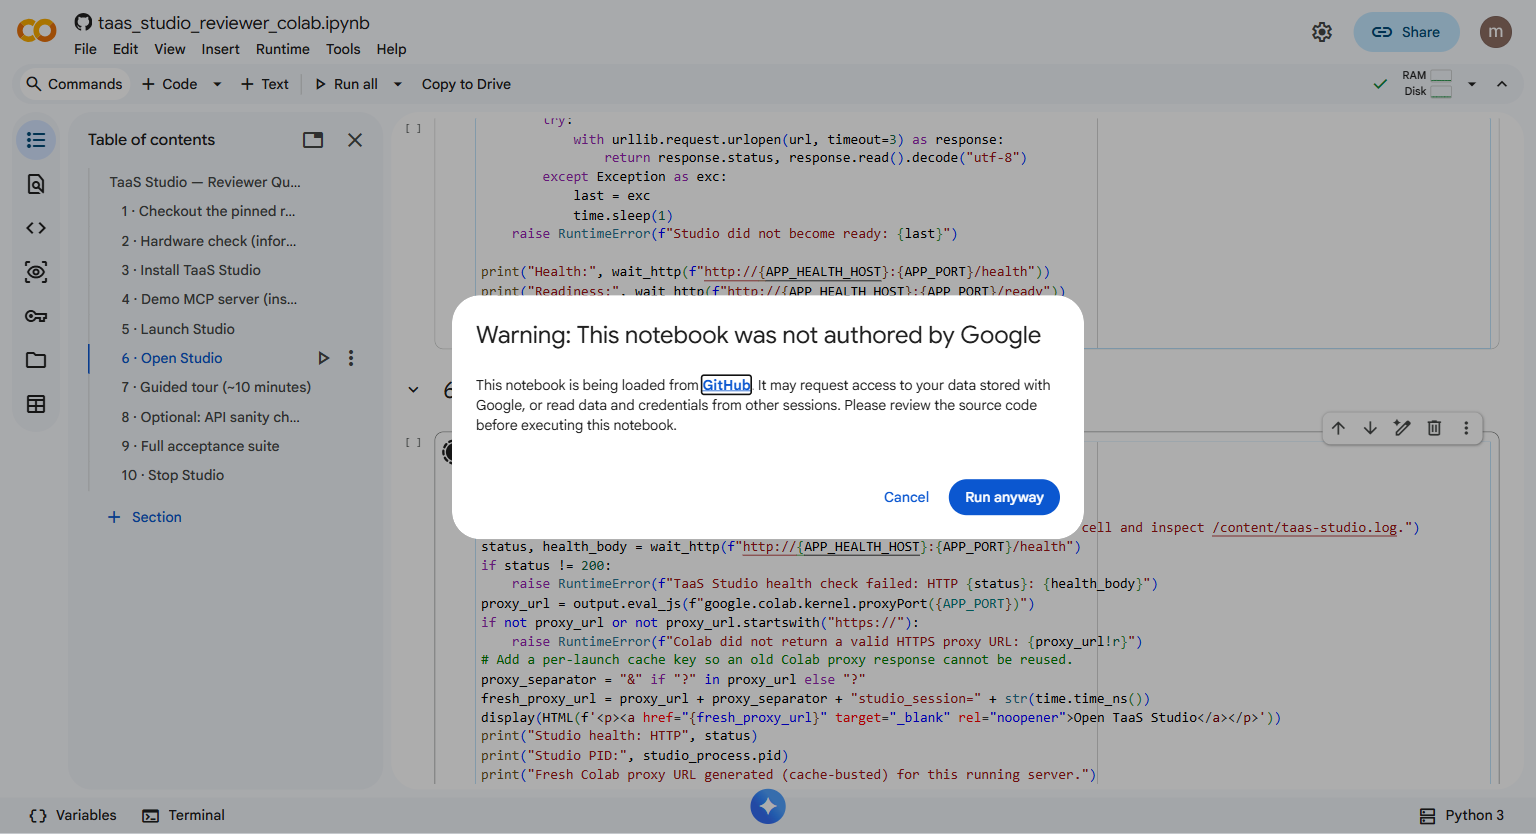 taas_studio_reviewer_colab.ipynb
File Edit View Insert Runtime Tools Help
Share
m
Commands + Code + Text Run all Copy to Drive
RAM
Disk
Table of contents
TaaS Studio — Reviewer Qu...
1 · Checkout the pinned r...
2 · Hardware check (infor...
3 · Install TaaS Studio
4 · Demo MCP server (ins...
5 · Launch Studio
6 · Open Studio
7 · Guided tour (~10 minutes)
8 · Optional: API sanity ch...
9 · Full acceptance suite
10 · Stop Studio
+ Section
[ ]
try:
with urllib.request.urlopen(url, timeout=3) as response:
return response.status, response.read().decode("utf-8")
except Exception as exc:
last = exc
time.sleep(1)
raise RuntimeError(f"Studio did not become ready: {last}")
print("Health:", wait_http(f"http://{APP_HEALTH_HOST}:{APP_PORT}/health"))
print("Readiness:", wait_http(f"http://{APP_HEALTH_HOST}:{APP_PORT}/ready"))
Warning: This notebook was not authored by Google
This notebook is being loaded from GitHub. It may request access to your data stored with
Google, or read data and credentials from other sessions. Please review the source code
before executing this notebook.
Cancel Run anyway
6
[ ]
cell and inspect /content/taas-studio.log.")
status, health_body = wait_http(f"http://{APP_HEALTH_HOST}:{APP_PORT}/health")
if status != 200:
raise RuntimeError(f"TaaS Studio health check failed: HTTP {status}: {health_body}")
proxy_url = output.eval_js(f"google.colab.kernel.proxyPort({APP_PORT})")
if not proxy_url or not proxy_url.startswith("https://"):
raise RuntimeError(f"Colab did not return a valid HTTPS proxy URL: {proxy_url!r}")
# Add a per-launch cache key so an old Colab proxy response cannot be reused.
proxy_separator = "&" if "?" in proxy_url else "?"
fresh_proxy_url = proxy_url + proxy_separator + "studio_session=" + str(time.time_ns())
display(HTML(f'<p><a href="{fresh_proxy_url}" target="_blank" rel="noopener">Open TaaS Studio</a></p>'))
print("Studio health: HTTP", status)
print("Studio PID:", studio_process.pid)
print("Fresh Colab proxy URL generated (cache-busted) for this running server.")
Variables Terminal
Python 3